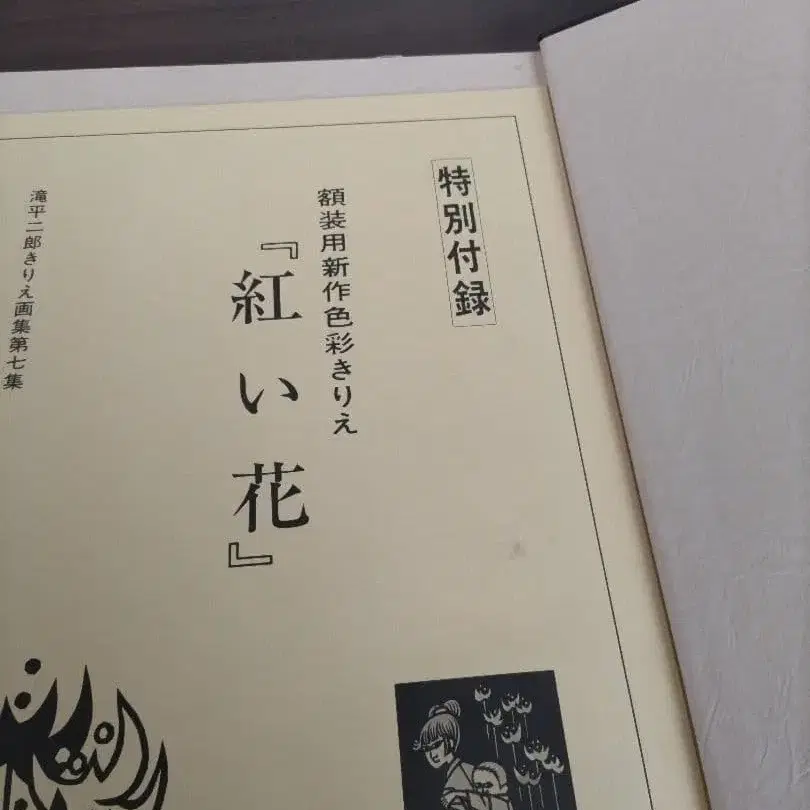 特別付録
額装用新作色彩きりえ
『紅い花』
滝平二郎きりえ画集第七集